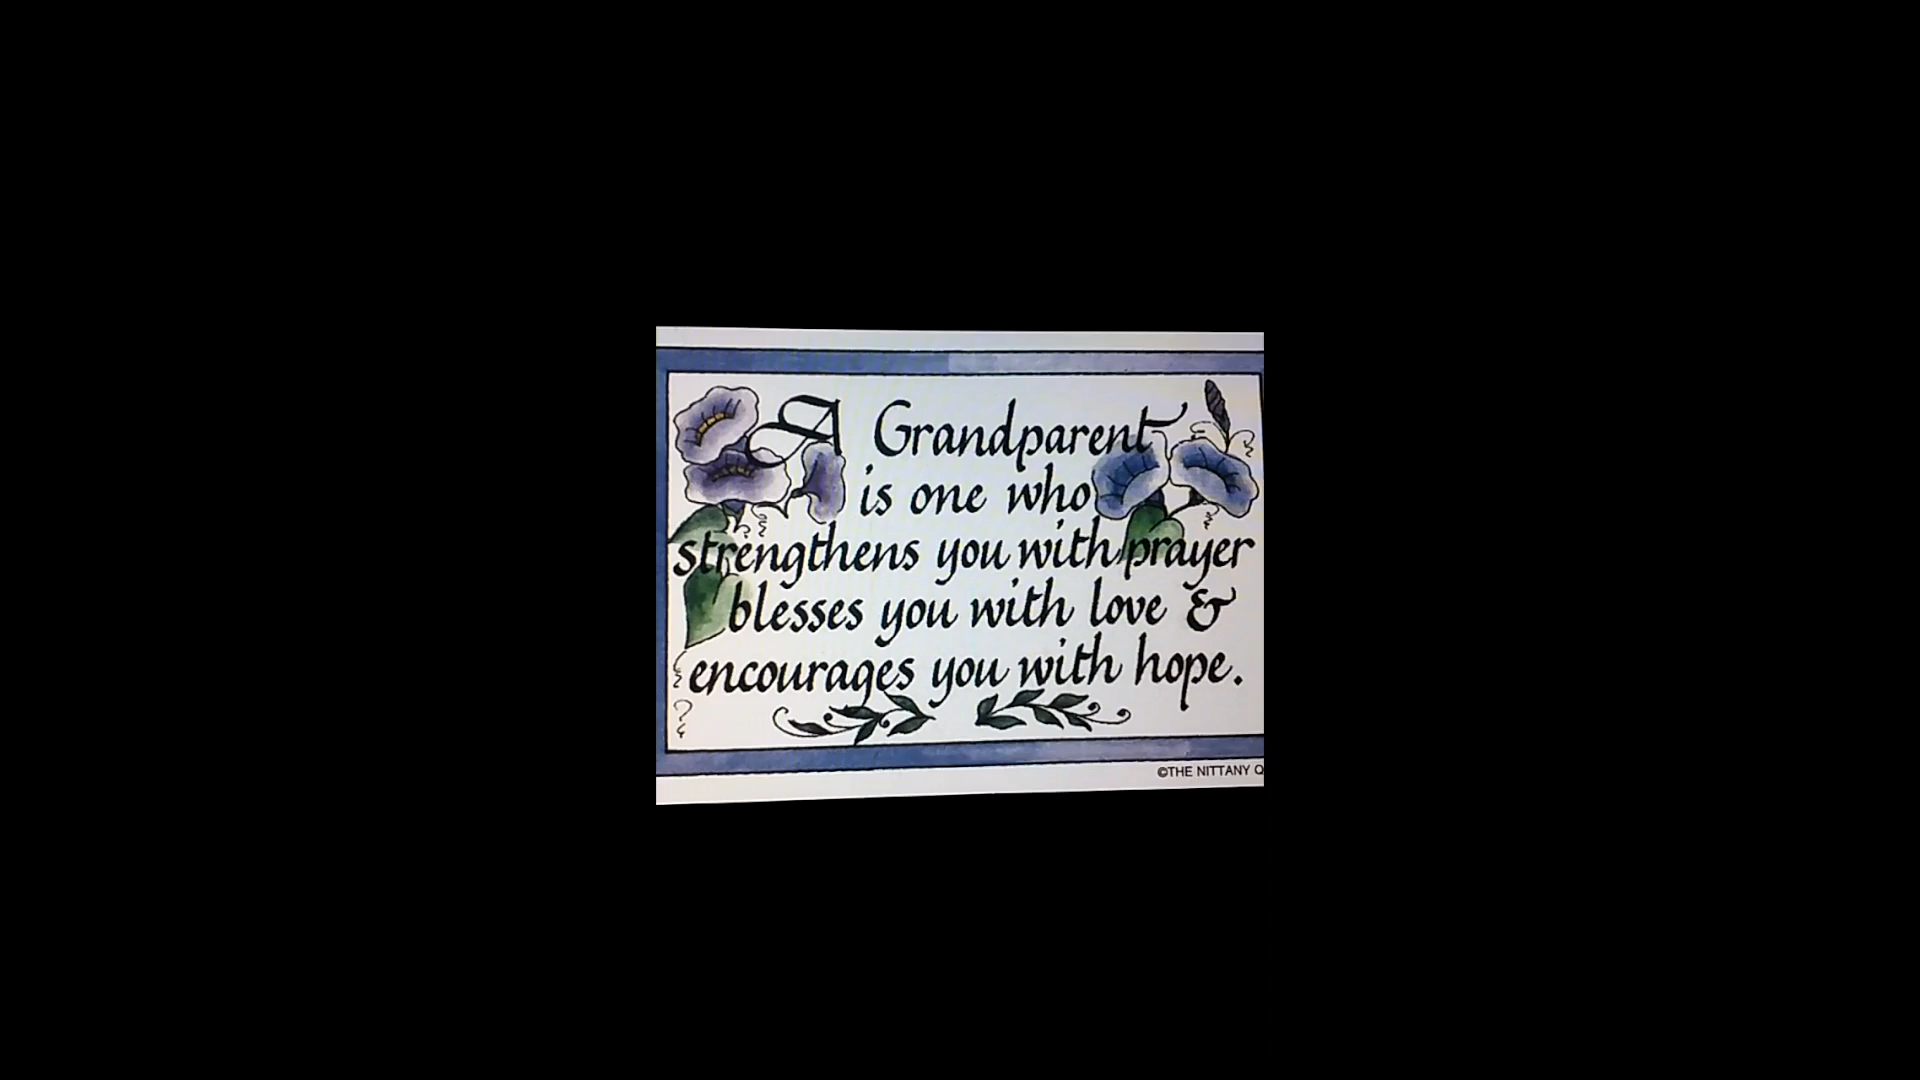 A Grandparent
is one who
strengthens you with prayer
blesses you with love &
encourages you with hope.
©THE NITTANY Q